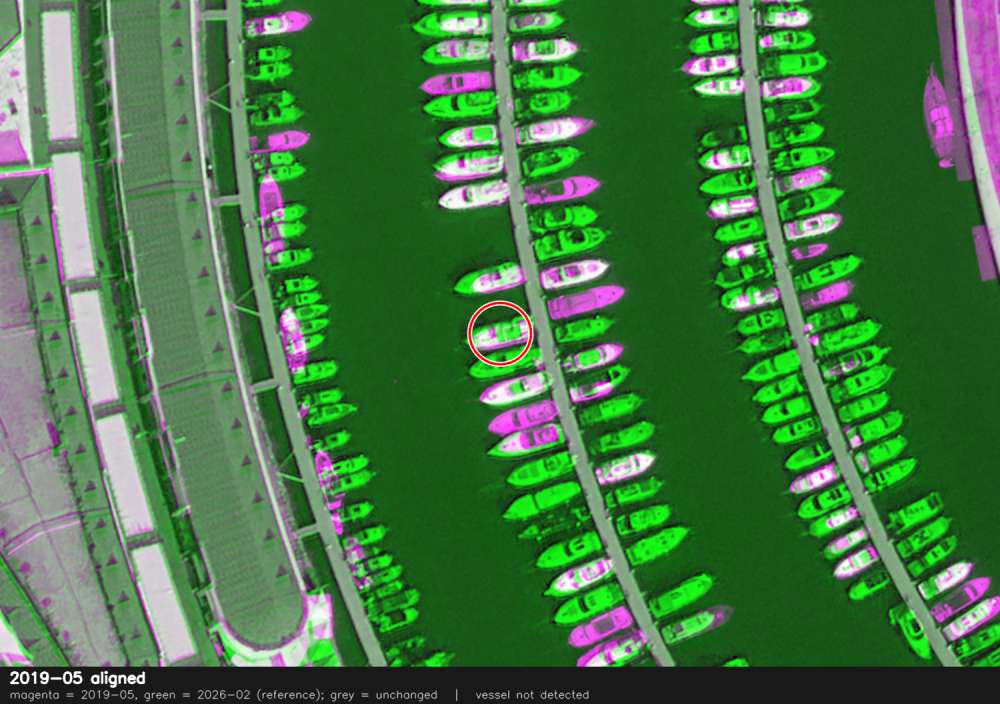 2019-05 aligned
magenta = 2019-05, green = 2026-02 (reference); grey = unchanged | vessel not detected